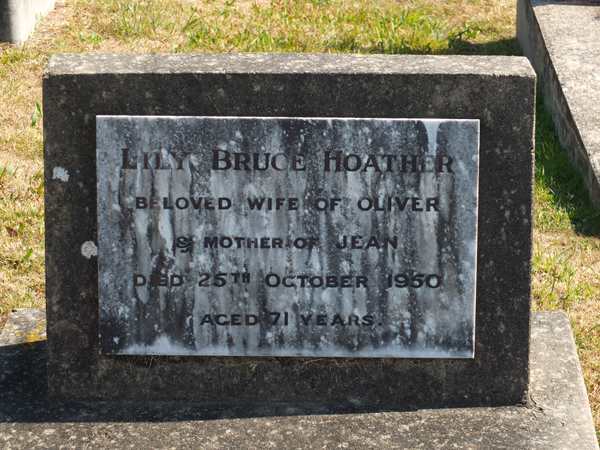 Lily Bruce Hoather
Beloved wife of Oliver
& mother of Jean
Died 25th October 1950
Aged 71 years.